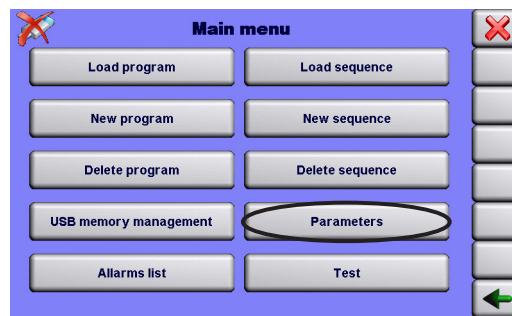 Main menu
Load program
Load sequence
New program
New sequence
Delete program
Delete sequence
USB memory management
Parameters
Allarms list
Test